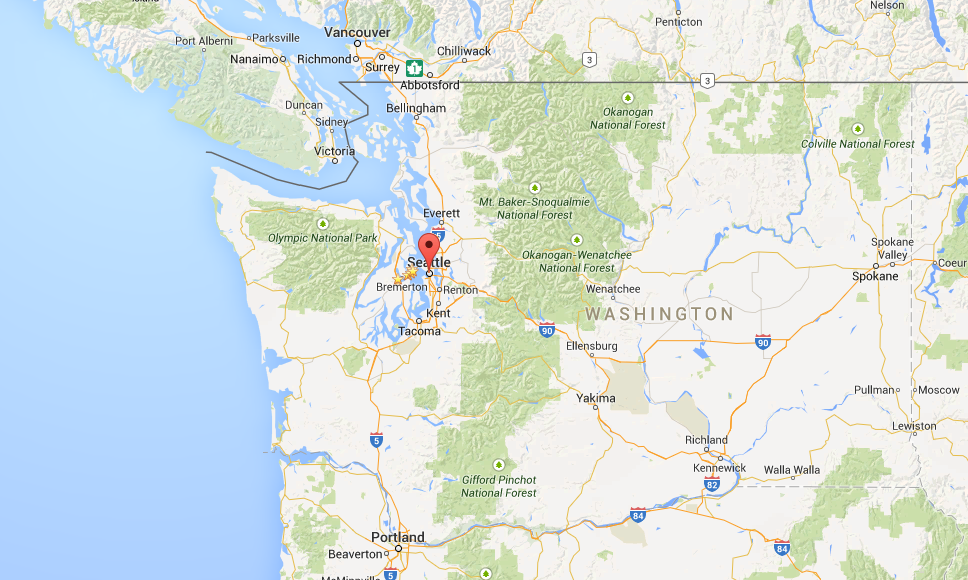 Nelson
Penticton
Port Alberni
Parksville
Vancouver
Chilliwack
Nanaimo
Richmond
Surrey
1
3
3
Abbotsford
Bellingham
Duncan
Sidney
Victoria
Okanogan
National Forest
Colville National Forest
Mt. Baker-Snoqualmie
National Forest
Everett
5
Olympic National Park
Okanogan-Wenatchee
National Forest
Spokane
Valley
Coeur
Spokane
Seattle
Bremerton
Renton
Wenatchee
Kent
WASHINGTON
Tacoma
90
90
Ellensburg
Yakima
Pullman
Moscow
Lewiston
5
Richland
Kennewick
Walla Walla
82
Gifford Pinchot
National Forest
84
Portland
84
Beaverton
5
McMinnville